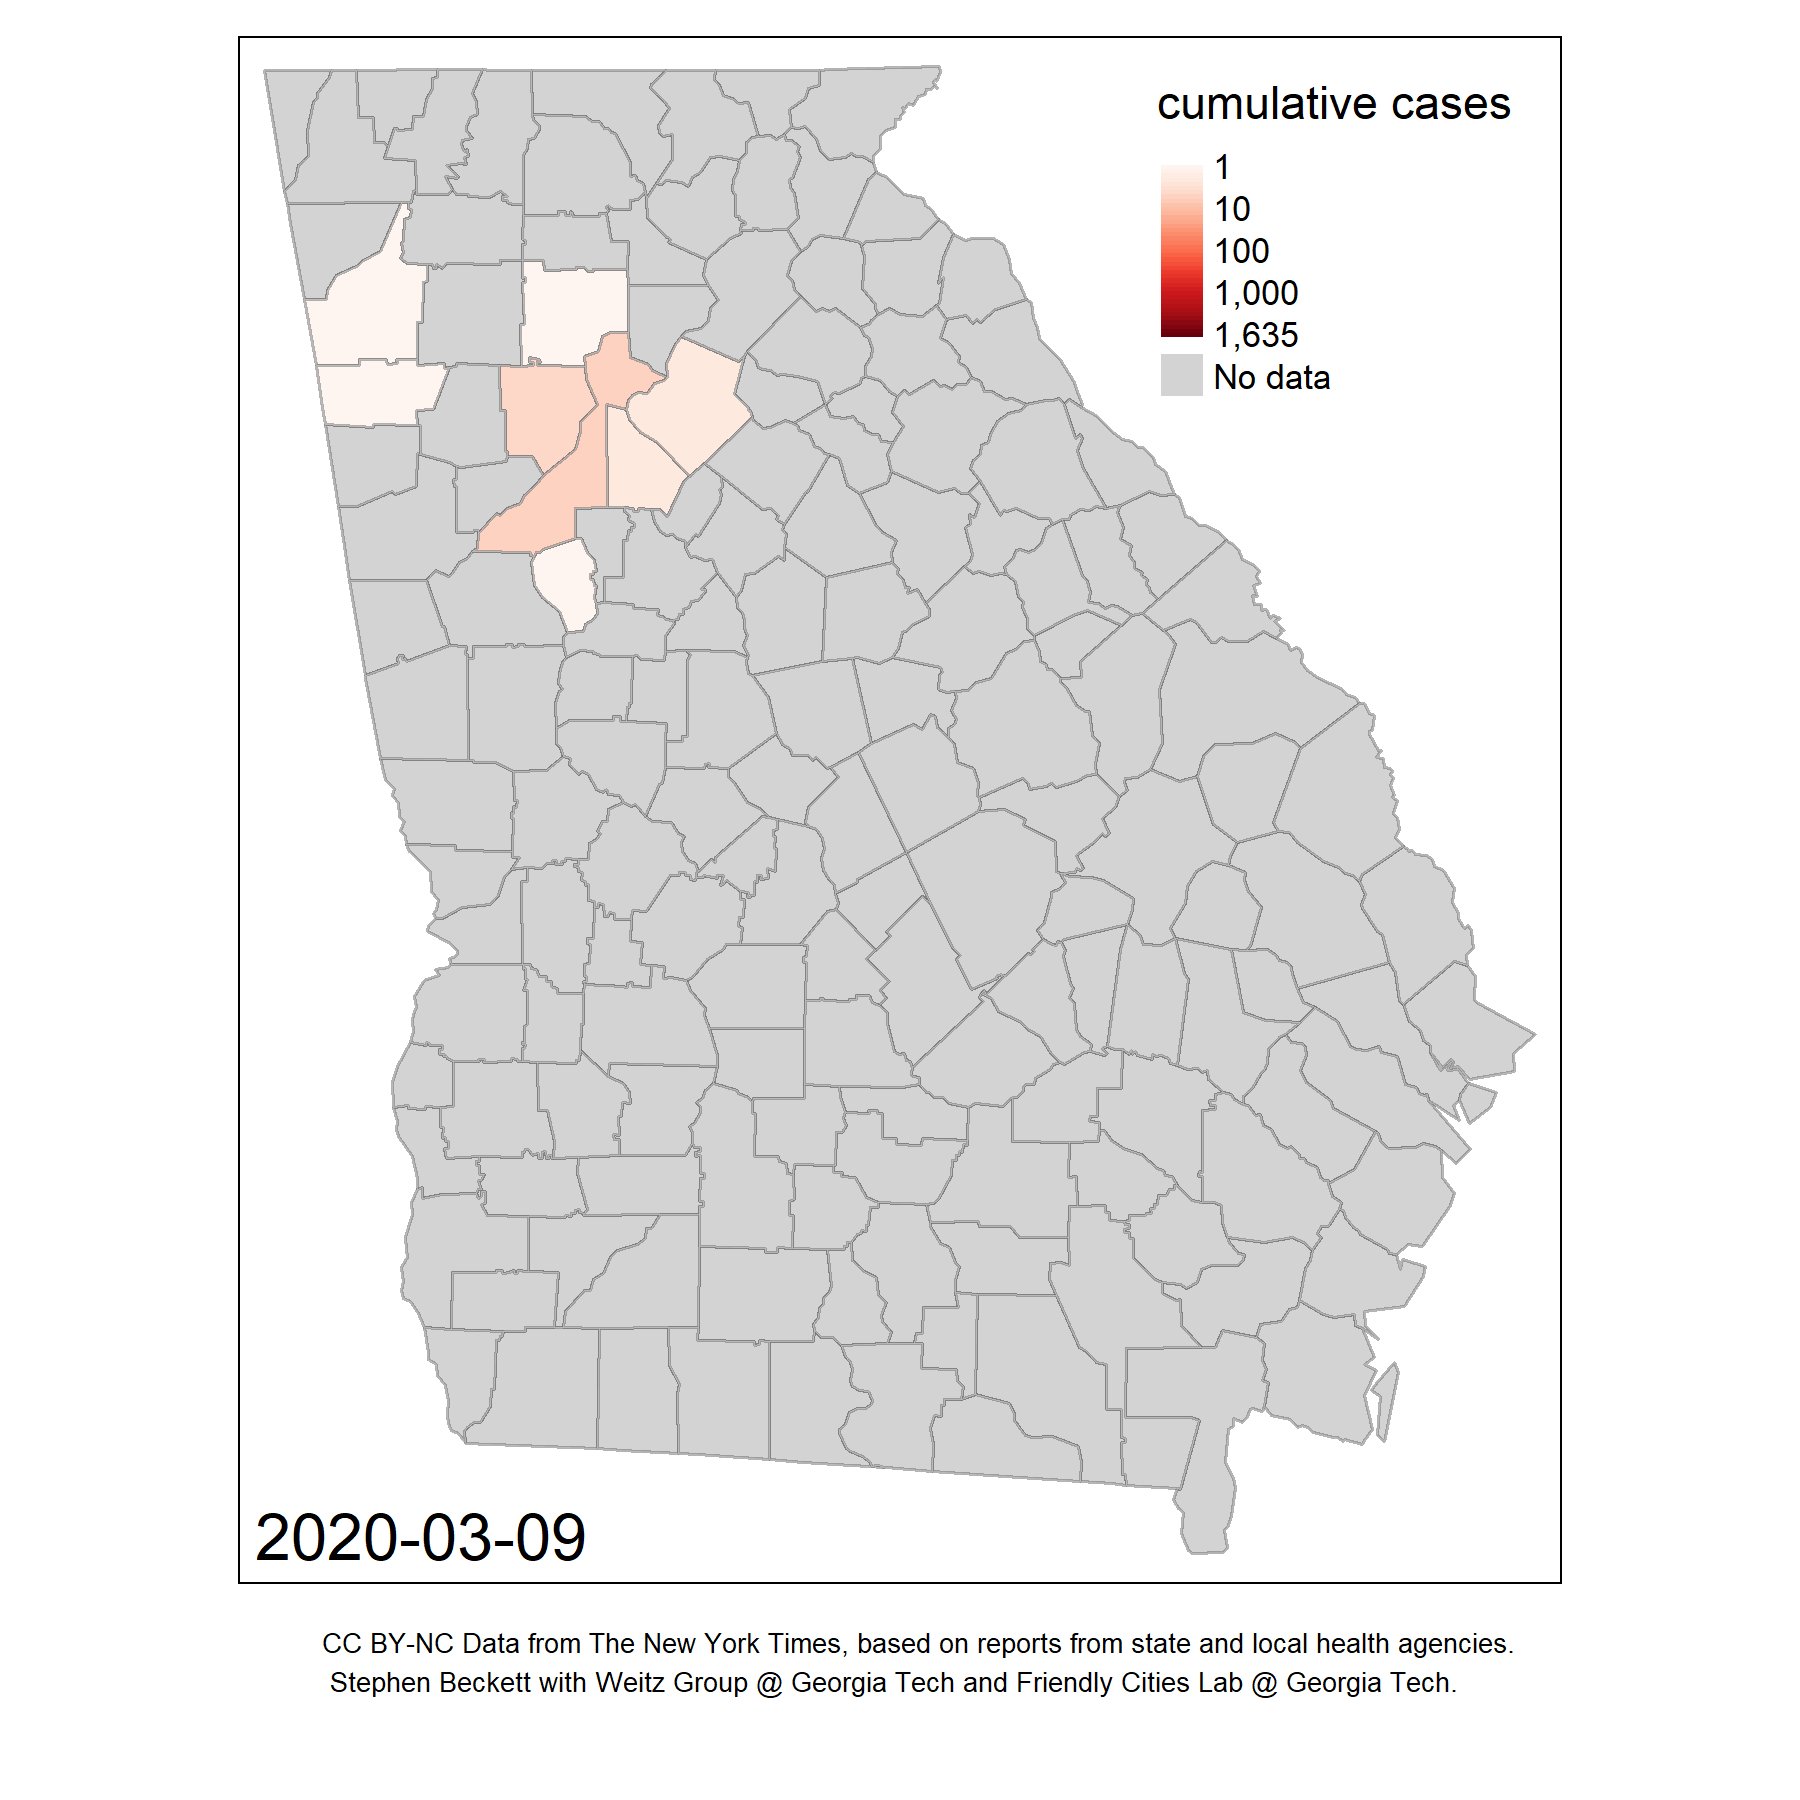 cumulative cases
1
10
100
1,000
1,635
No data
2020-03-09
CC BY-NC Data from The New York Times, based on reports from state and local health agencies.
Stephen Beckett with Weitz Group @ Georgia Tech and Friendly Cities Lab @ Georgia Tech.